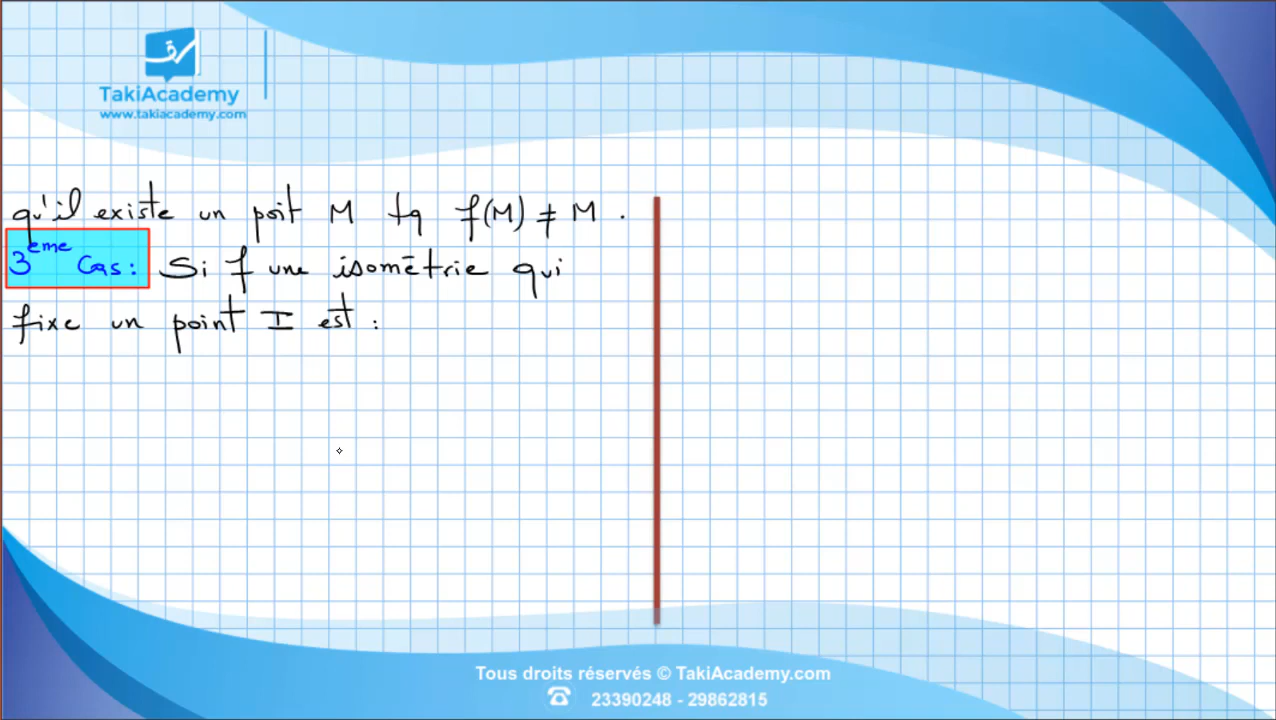 TakiAcademy
www.takiacademy.com
qu'il existe un poit M tq f(M) ≠ M .
3eme Cas : Si f une isométrie qui
fixe un point I est :
Tous droits réservés © TakiAcademy.com
☎ 23390248 - 29862815